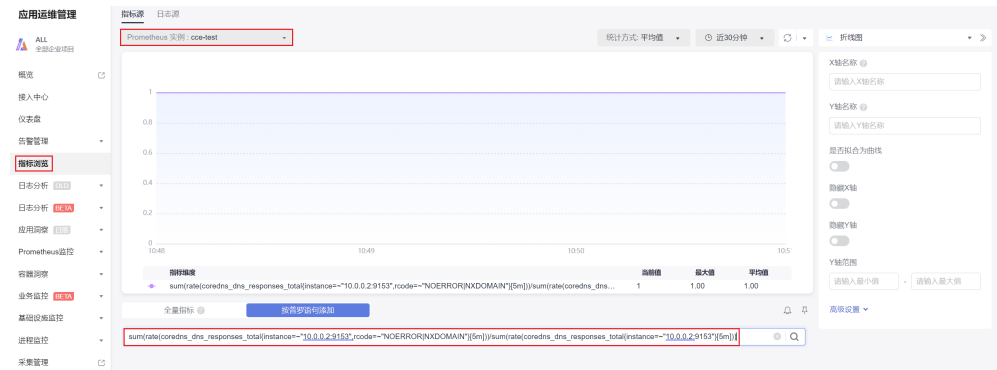 应用运维管理
ALL
全部企业项目
概览
接入中心
仪表盘
告警管理
指标浏览
日志分析 OLD
日志分析 BETA
应用洞察 日落
Prometheus监控
容器洞察
业务监控 BETA
基础设施监控
进程监控
采集管理
指标源 日志源
Prometheus 实例 : cce-test
统计方式: 平均值 近30分钟
1
0.8
0.6
0.4
0.2
0
10:48 10:49 10:50 10:5
指标维度 当前值 最大值 平均值
sum(rate(coredns_dns_responses_total{instance=~"10.0.0.2:9153",rcode=~"NOERROR|NXDOMAIN"}[5m]))/sum(rate(coredns_dns... 1 1.00 1.00
全量指标 按普罗语句添加
sum(rate(coredns_dns_responses_total{instance=~"10.0.0.2:9153",rcode=~"NOERROR|NXDOMAIN"}[5m]))/sum(rate(coredns_dns_responses_total{instance=~"10.0.0.2:9153"}[5m]))
折线图
X轴名称
请输入X轴名称
Y轴名称
请输入Y轴名称
是否拟合为曲线
隐藏X轴
隐藏Y轴
Y轴范围
请输入最小值 - 请输入最大值
高级设置